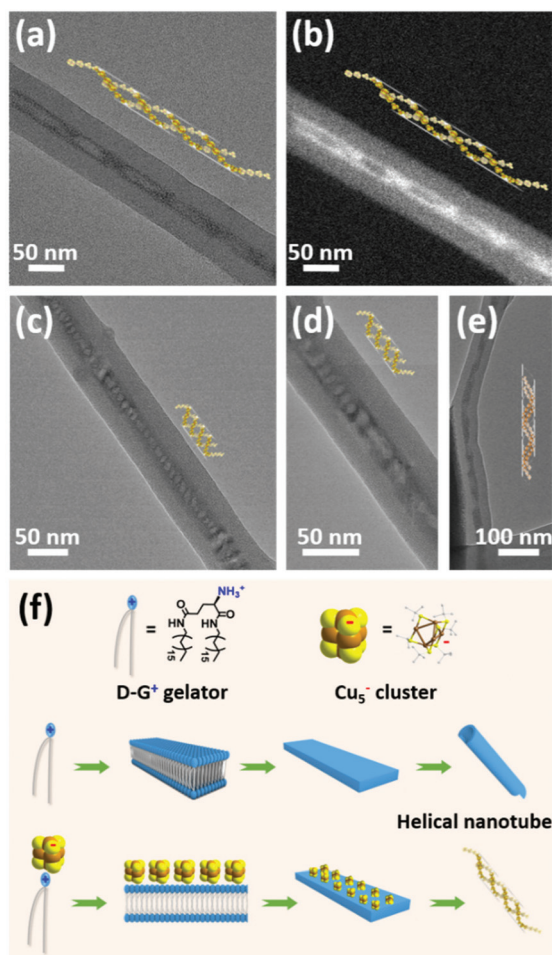 (a)
(b)
50 nm
50 nm
(c)
(d)
(e)
50 nm
50 nm
100 nm
(f)
NH₃⁺
O
O
HN
HN
15
15
+
=
-
=
-
D-G⁺ gelator
Cu₅⁻ cluster
+
Helical nanotube
-
+